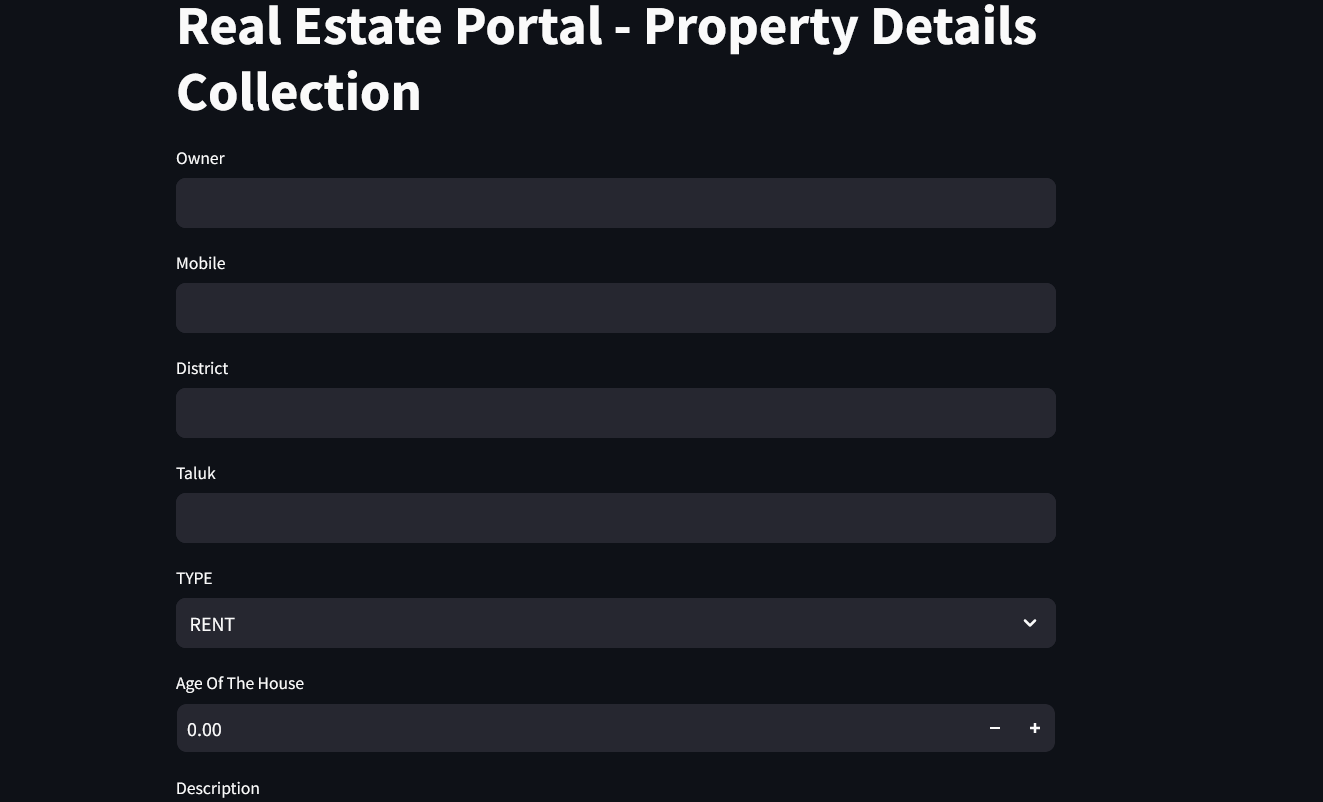 Real Estate Portal - Property Details
Collection
Owner
Mobile
District
Taluk
TYPE
RENT
Age Of The House
0.00
Description